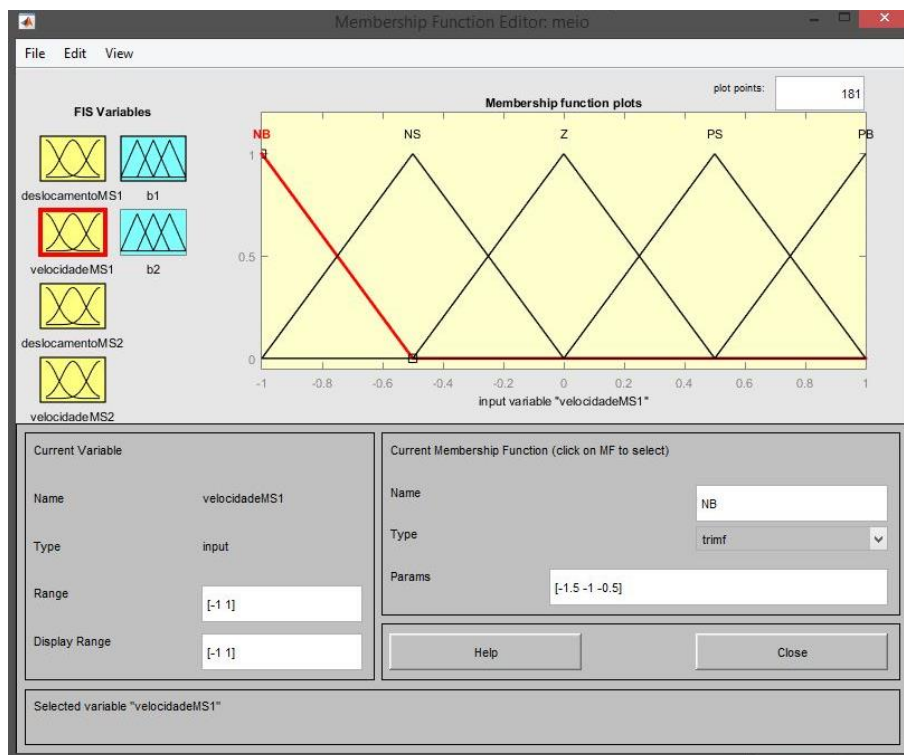 Membership Function Editor: meio
File Edit View
FIS Variables
deslocamentoMS1 b1
velocidadeMS1 b2
deslocamentoMS2
velocidadeMS2
plot points: 181
Membership function plots
NB NS Z PS PB
1
0.5
0
-1 -0.8 -0.6 -0.4 -0.2 0 0.2 0.4 0.6 0.8 1
input variable "velocidadeMS1"
Current Variable
Name velocidadeMS1
Type input
Range [-1 1]
Display Range [-1 1]
Current Membership Function (click on MF to select)
Name NB
Type trimf
Params [-1.5 -1 -0.5]
Help Close
Selected variable "velocidadeMS1"